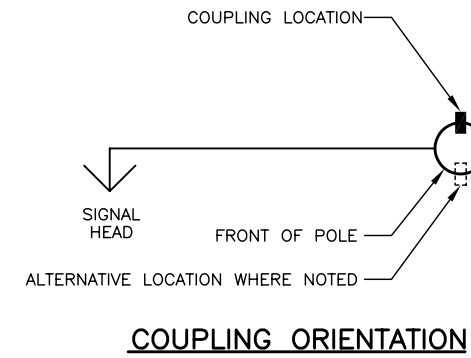 COUPLING LOCATION
SIGNAL
HEAD
FRONT OF POLE
ALTERNATIVE LOCATION WHERE NOTED
COUPLING ORIENTATION